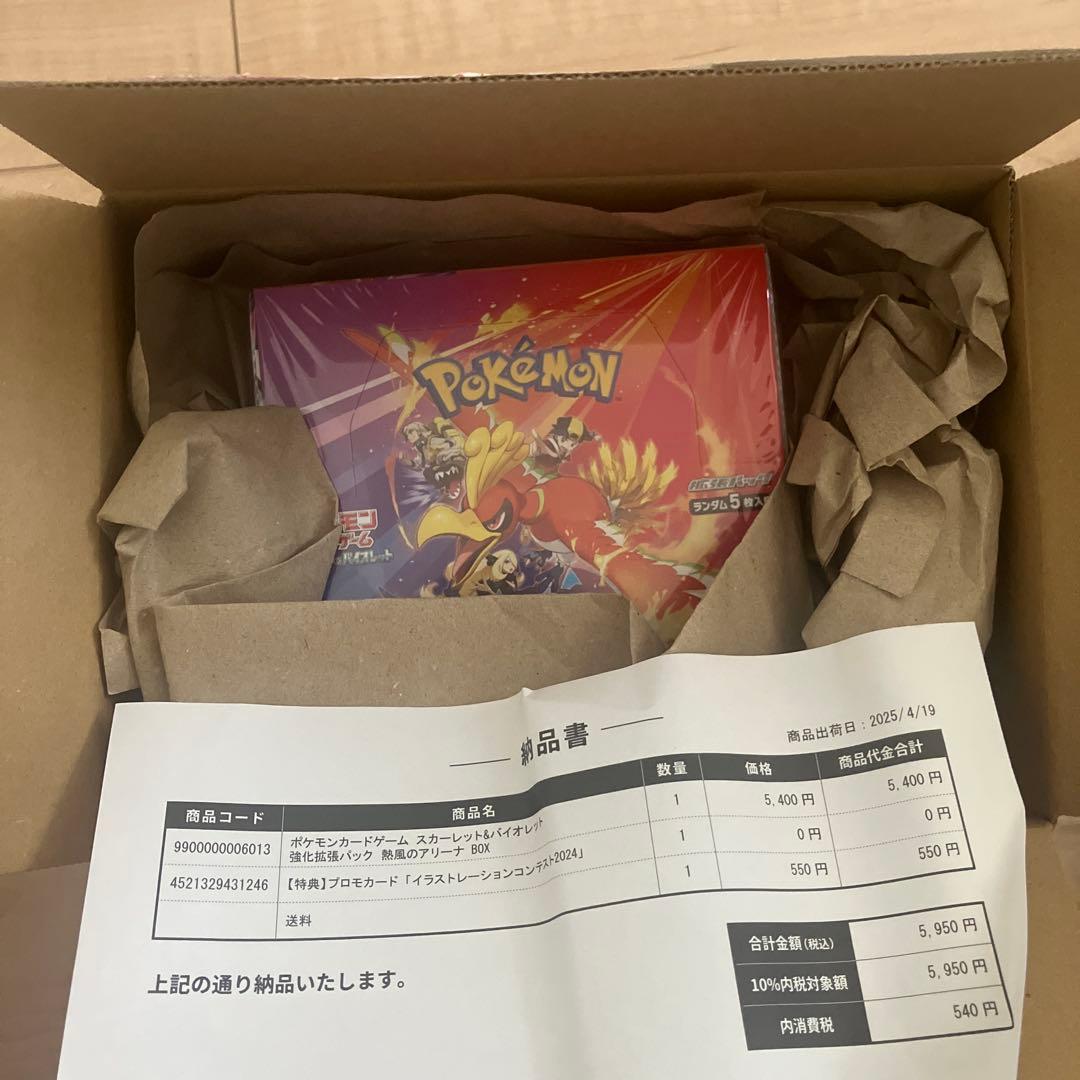 POKÉMON
拡張パック
ランダム5枚入り
モン
ーム
バイオレット
納品書
商品出荷日：2025/4/19
商品コード 商品名 数量 価格 商品代金合計
9900000006013 ポケモンカードゲーム スカーレット&バイオレット 1 5,400円 5,400円
強化拡張パック 熱風のアリーナ BOX
4521329431246 【特典】プロモカード「イラストレーションコンテスト2024」 1 0円 0円
送料 1 550円 550円
合計金額(税込) 5,950円
10%内税対象額 5,950円
内消費税 540円
上記の通り納品いたします。